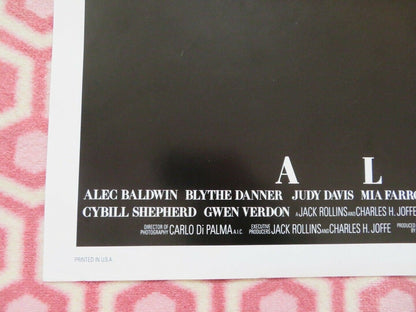 A L
ALEC BALDWIN BLYTHE DANNER JUDY DAVIS MIA FARRO
CYBILL SHEPHERD GWEN VERDON A JACK ROLLINS AND CHARLES H. JOFFE
DIRECTOR OF PHOTOGRAPHY CARLO Di PALMA A.I.C. EXECUTIVE PRODUCERS JACK ROLLINS AND CHARLES H. JOFFE PRODUCED BY
PRINTED IN U.S.A.